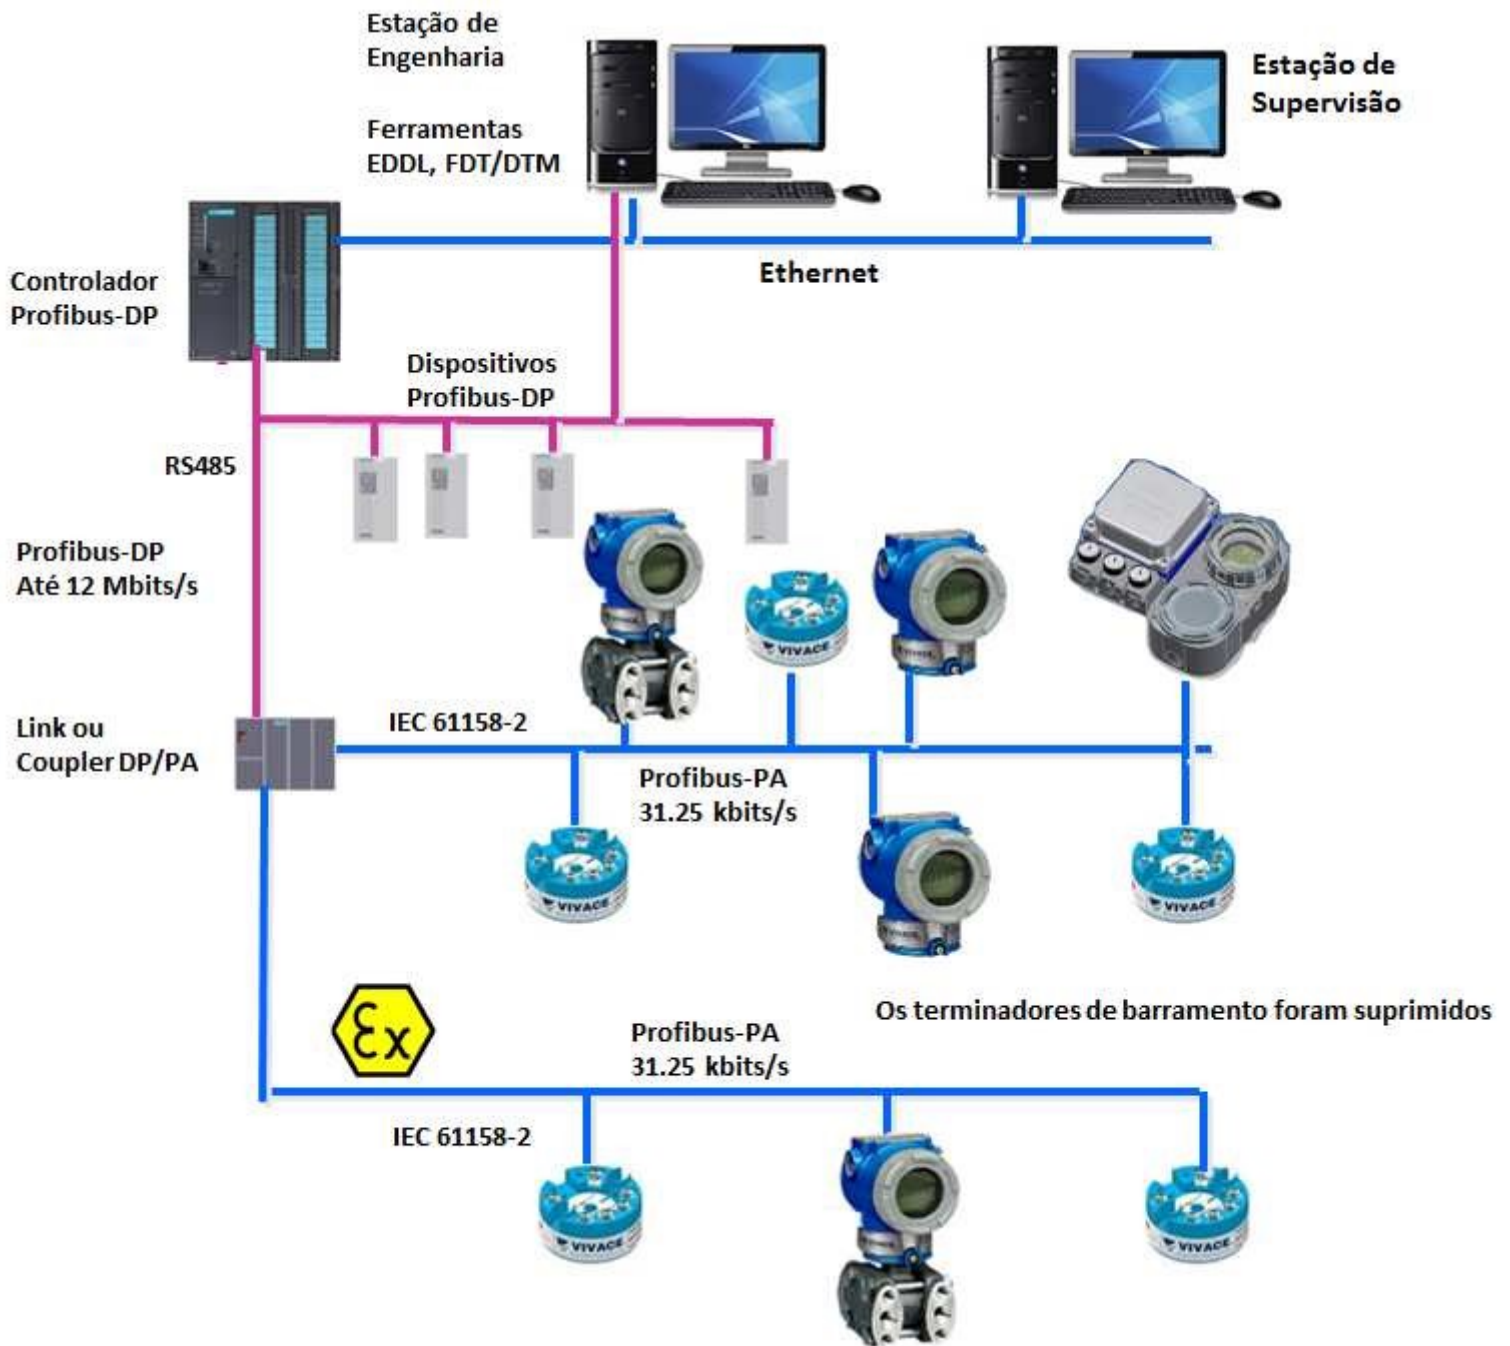 Estação de
Engenharia
Ferramentas
EDDL, FDT/DTM
Estação de
Supervisão
Ethernet
Controlador
Profibus-DP
Dispositivos
Profibus-DP
RS485
Profibus-DP
Até 12 Mbits/s
VIVACE
Link ou
Coupler DP/PA
IEC 61158-2
Profibus-PA
31.25 kbits/s
VIVACE
VIVACE
VIVACE
Os terminadores de barramento foram suprimidos
Ex
Profibus-PA
31.25 kbits/s
IEC 61158-2
VIVACE
VIVACE